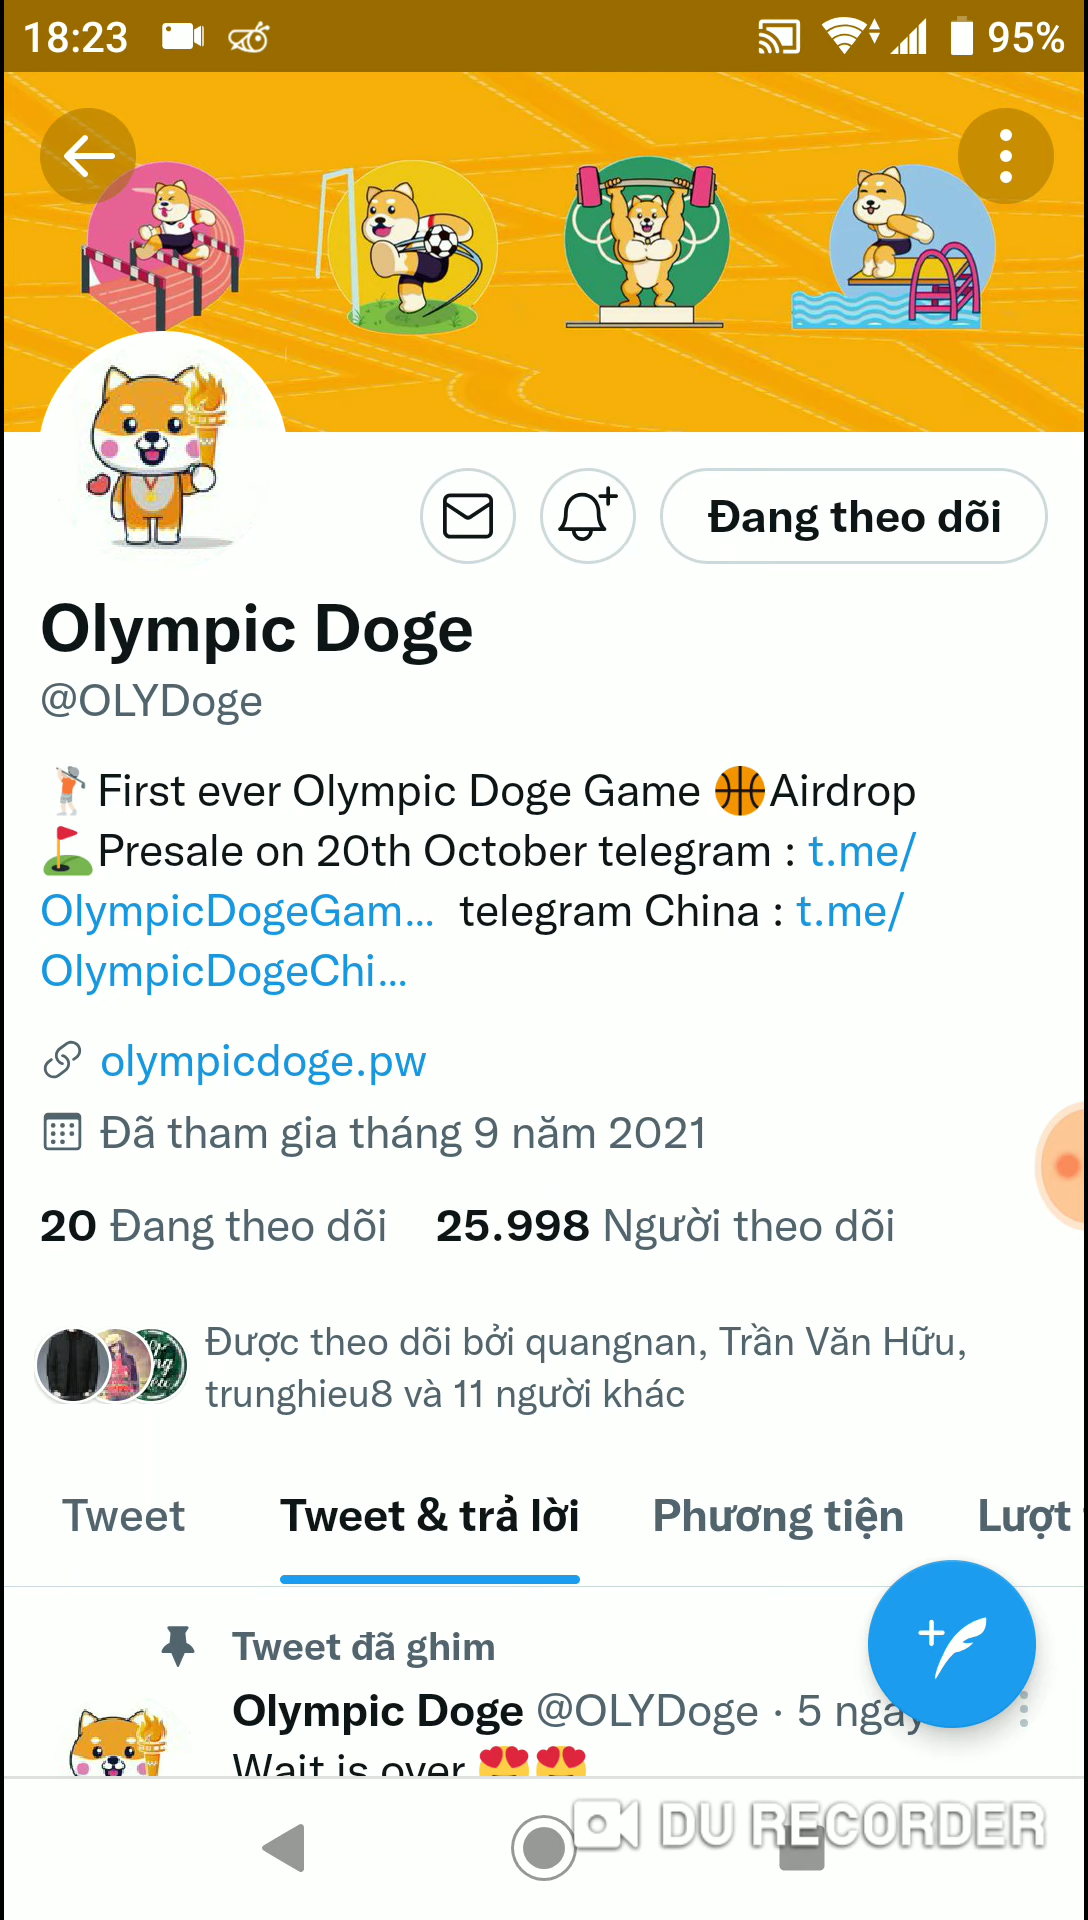 18:23
95%
Đang theo dõi
Olympic Doge
@OLYDoge
First ever Olympic Doge Game 🏀Airdrop
⛳Presale on 20th October telegram : t.me/
OlympicDogeGam... telegram China : t.me/
OlympicDogeChi...
olympicdoge.pw
Đã tham gia tháng 9 năm 2021
20 Đang theo dõi 25.998 Người theo dõi
Được theo dõi bởi quangnan, Trần Văn Hữu,
trunghieu8 và 11 người khác
Tweet Tweet & trả lời Phương tiện Lượt
Tweet đã ghim
Olympic Doge @OLYDoge · 5 ngày
Wait is over 😍😍
DU RECORDER